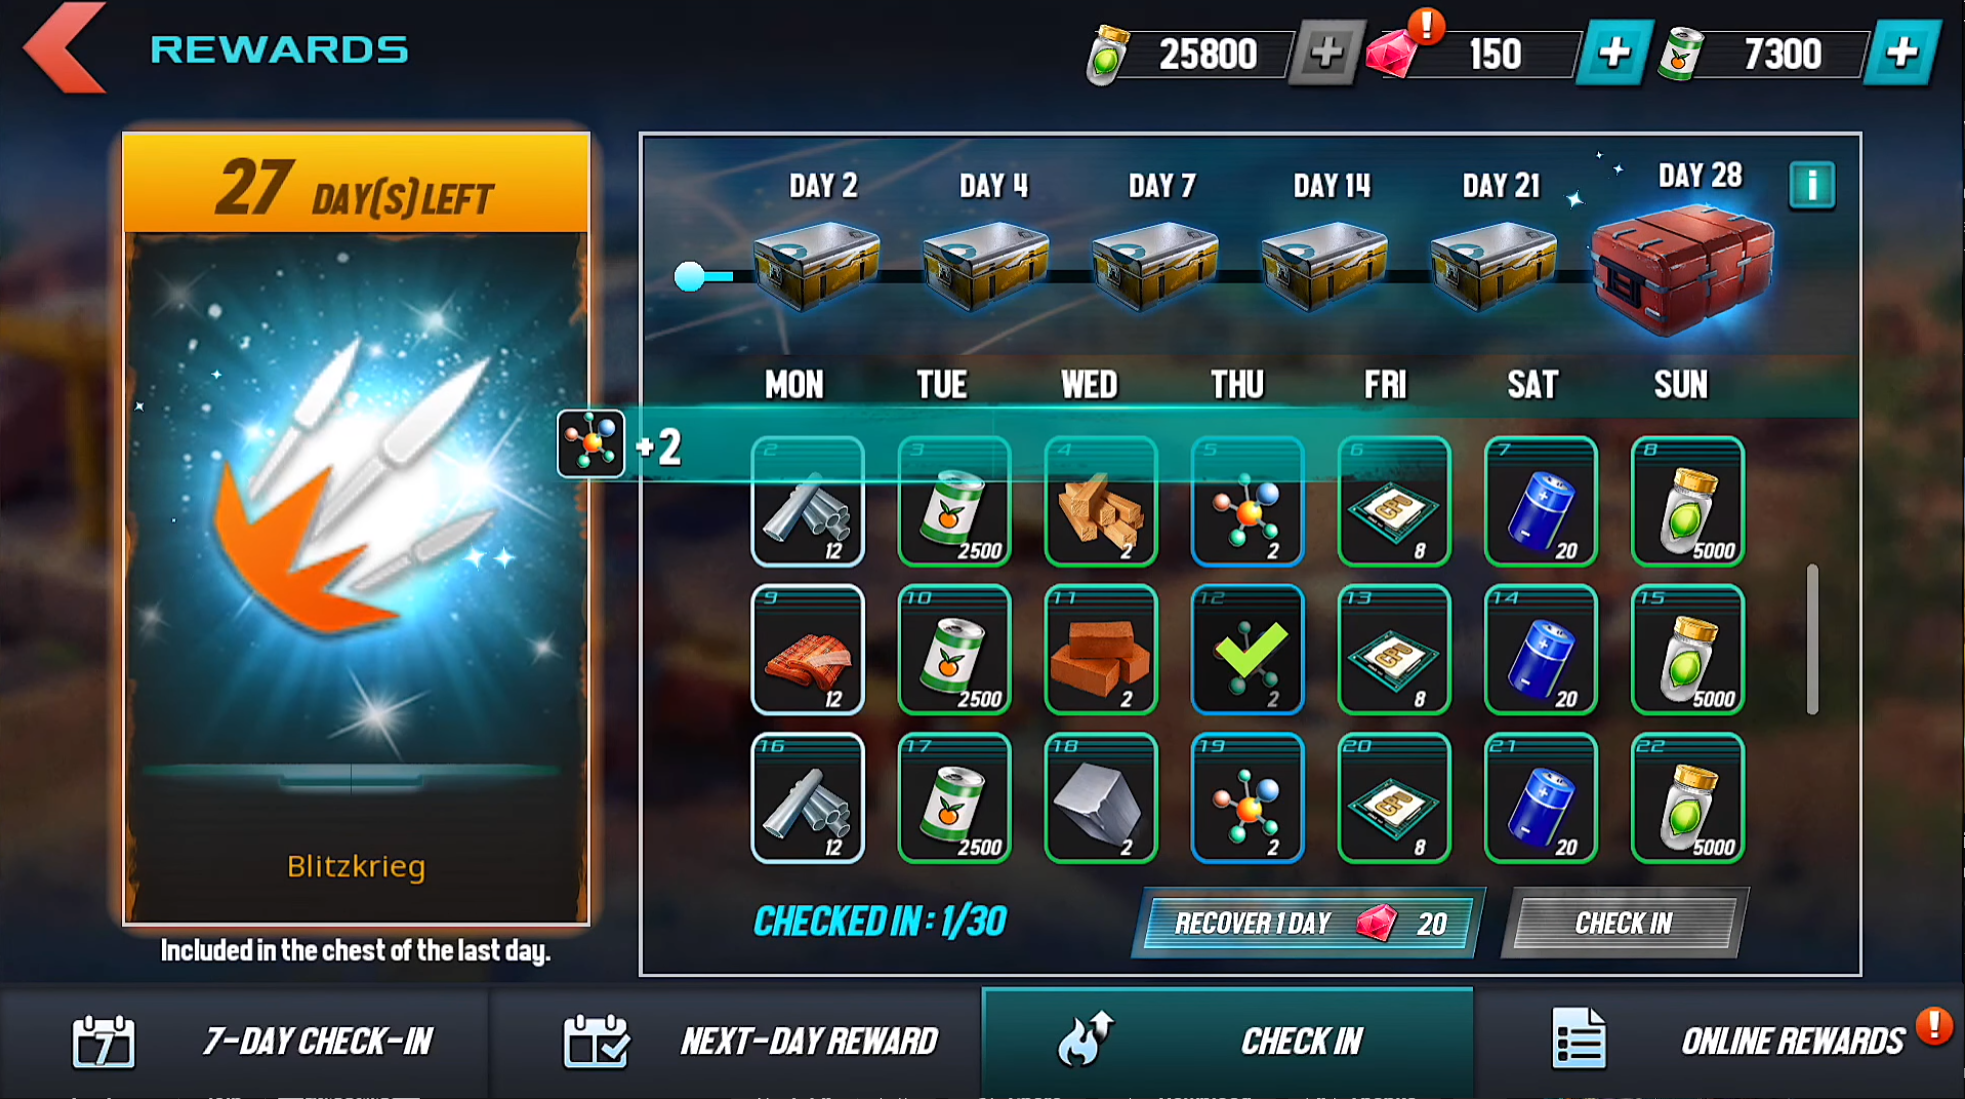 REWARDS
25800
150
7300
27 DAY(S) LEFT
DAY 2
DAY 4
DAY 7
DAY 14
DAY 21
DAY 28
MON TUE WED THU FRI SAT SUN
+2
2 3 4 5 6 7 8
12 2500 2 2 8 20 5000
9 10 11 12 13 14 15
12 2500 2 2 8 20 5000
16 17 18 19 20 21 22
12 2500 2 2 8 20 5000
GPU
GPU
GPU
Blitzkrieg
Included in the chest of the last day.
CHECKED IN : 1/30
RECOVER 1 DAY 20
CHECK IN
7 7-DAY CHECK-IN
NEXT-DAY REWARD
CHECK IN
ONLINE REWARDS